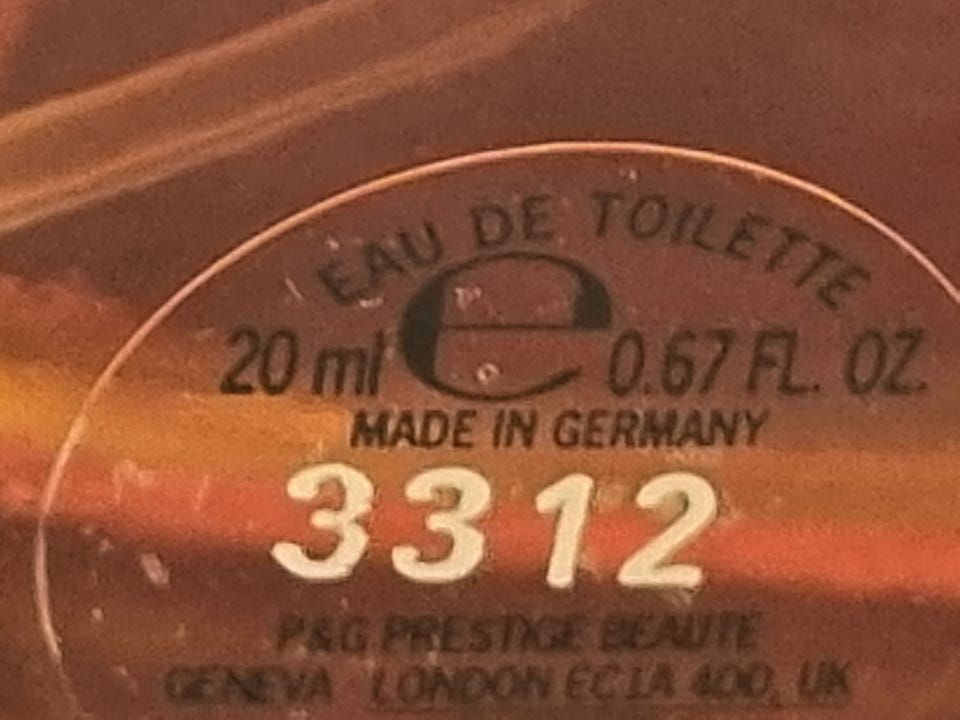 EAU DE TOILETTE
20 ml e 0.67 FL. OZ.
MADE IN GERMANY
3312
P&G PRESTIGE BEAUTE
GENEVA LONDON EC1A 4DD, UK